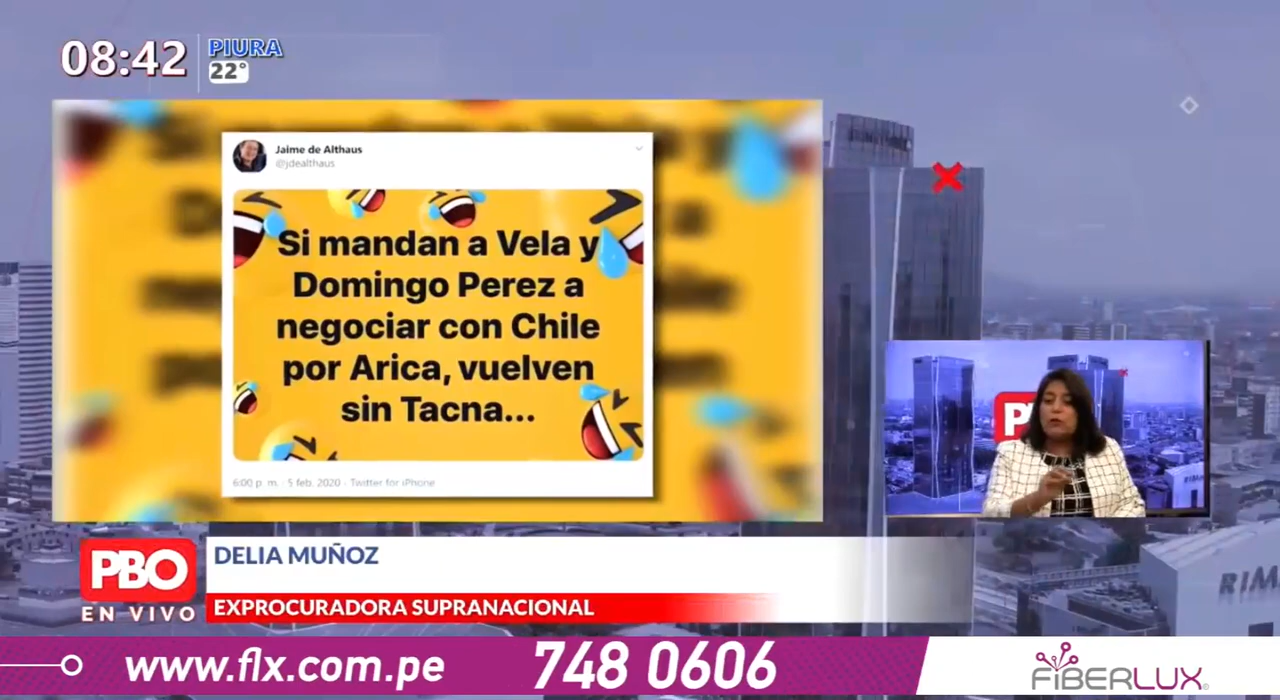 08:42
PIURA
22°
Jaime de Althaus
@jdealthaus
Si mandan a Vela y
Domingo Perez a
negociar con Chile
por Arica, vuelven
sin Tacna...
6:00 p. m. · 5 feb. 2020 · Twitter for iPhone
PBO
EN VIVO
DELIA MUÑOZ
EXPROCURADORA SUPRANACIONAL
www.flx.com.pe
748 0606
FIBERLUX